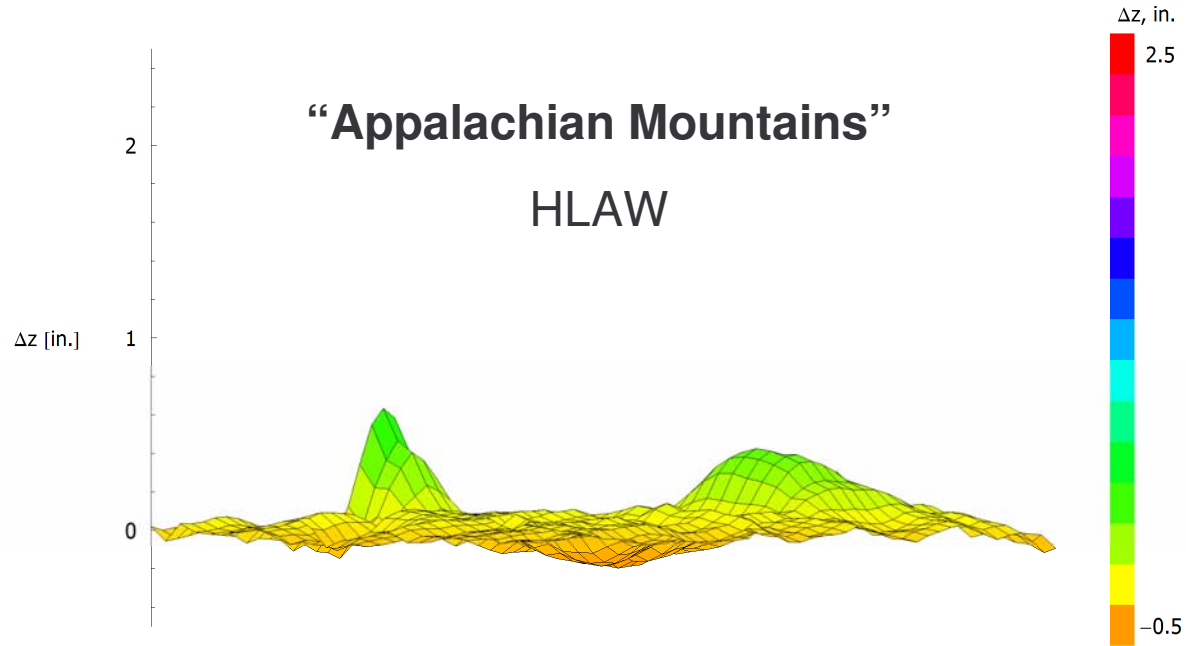 Δz, in.
2.5
“Appalachian Mountains”
2
HLAW
Δz [in.]
1
0
−0.5